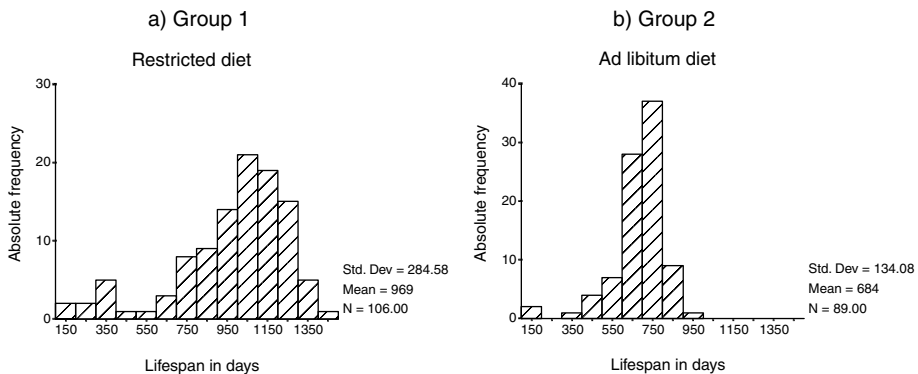 a) Group 1
Restricted diet
Absolute frequency
30
20
10
0
150 350 550 750 950 1150 1350
Lifespan in days
Std. Dev = 284.58
Mean = 969
N = 106.00
b) Group 2
Ad libitum diet
Absolute frequency
40
30
20
10
0
150 350 550 750 950 1150 1350
Lifespan in days
Std. Dev = 134.08
Mean = 684
N = 89.00